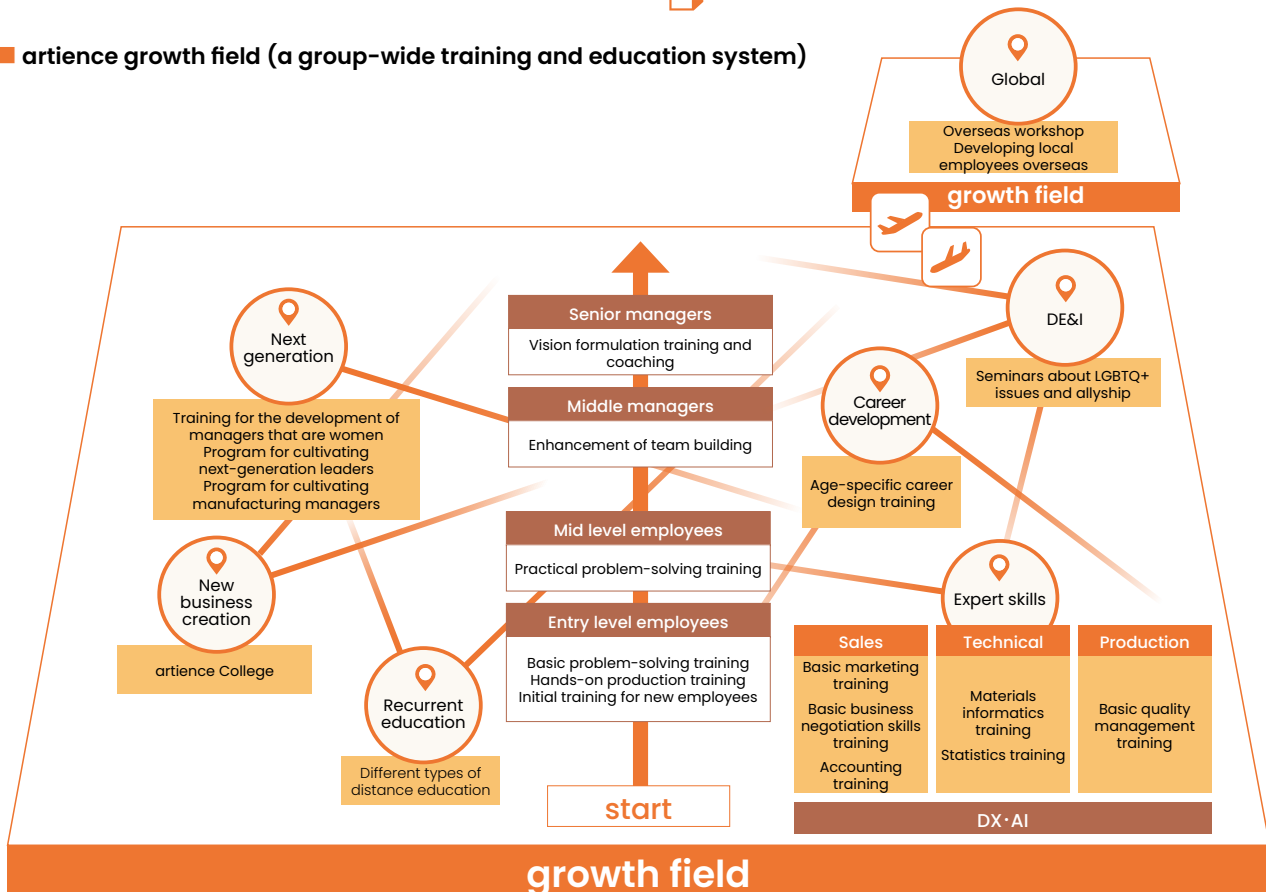 artience growth field (a group-wide training and education system)
Global
Overseas workshop
Developing local
employees overseas
growth field
Next
generation
Training for the development of
managers that are women
Program for cultivating
next-generation leaders
Program for cultivating
manufacturing managers
New
business
creation
artience College
Recurrent
education
Different types of
distance education
Senior managers
Vision formulation training and
coaching
Middle managers
Enhancement of team building
Mid level employees
Practical problem-solving training
Entry level employees
Basic problem-solving training
Hands-on production training
Initial training for new employees
start
DE&I
Seminars about LGBTQ+
issues and allyship
Career
development
Age-specific career
design training
Expert skills
Sales
Basic marketing
training
Basic business
negotiation skills
training
Accounting
training
Technical
Materials
informatics
training
Statistics training
Production
Basic quality
management
training
DX·AI
growth field